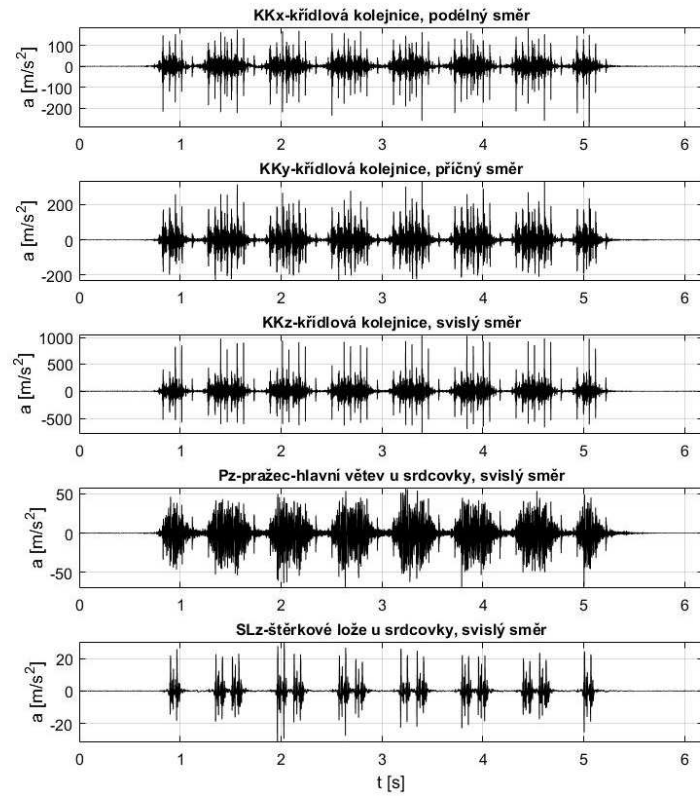 KKx-křídlová kolejnice, podélný směr
a [m/s²]
100
0
-100
-200
0 1 2 3 4 5 6
KKy-křídlová kolejnice, příčný směr
a [m/s²]
200
0
-200
0 1 2 3 4 5 6
KKz-křídlová kolejnice, svislý směr
a [m/s²]
1000
500
0
-500
0 1 2 3 4 5 6
Pz-pražec-hlavní větev u srdcovky, svislý směr
a [m/s²]
50
0
-50
0 1 2 3 4 5 6
SLz-štěrkové lože u srdcovky, svislý směr
a [m/s²]
20
0
-20
0 1 2 3 4 5 6
t [s]